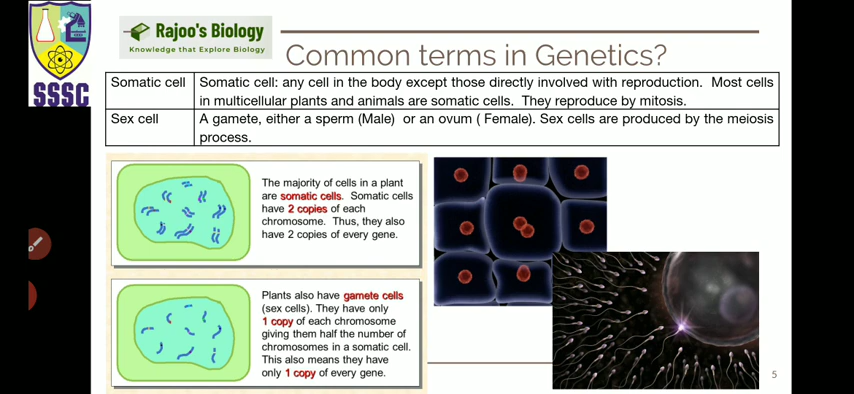 SSSC
Rajoo's Biology
Knowledge that Explore Biology
Common terms in Genetics?
Somatic cell
Somatic cell: any cell in the body except those directly involved with reproduction. Most cells
in multicellular plants and animals are somatic cells. They reproduce by mitosis.
Sex cell
A gamete, either a sperm (Male) or an ovum ( Female). Sex cells are produced by the meiosis
process.
The majority of cells in a plant
are somatic cells. Somatic cells
have 2 copies of each
chromosome. Thus, they also
have 2 copies of every gene.
Plants also have gamete cells
(sex cells). They have only
1 copy of each chromosome
giving them half the number of
chromosomes in a somatic cell.
This also means they have
only 1 copy of every gene.
5